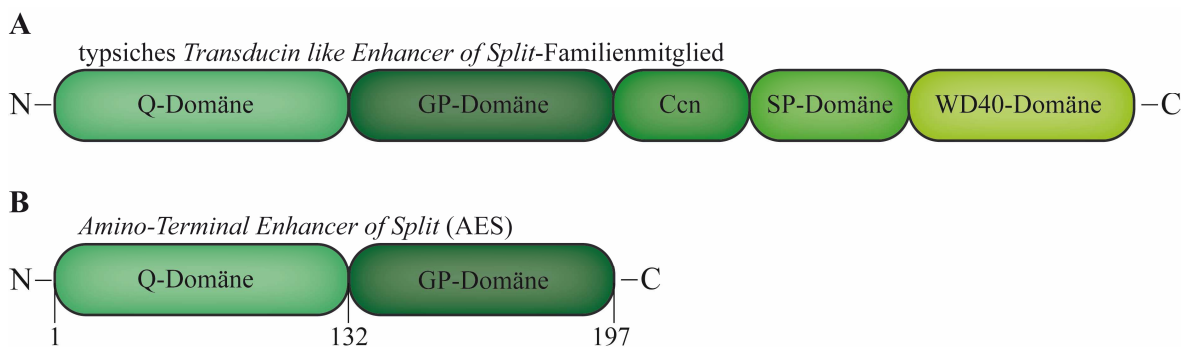 A
typsiches Transducin like Enhancer of Split-Familienmitglied
N Q-Domäne GP-Domäne Ccn SP-Domäne WD40-Domäne C
B
Amino-Terminal Enhancer of Split (AES)
N Q-Domäne GP-Domäne C
1 132 197